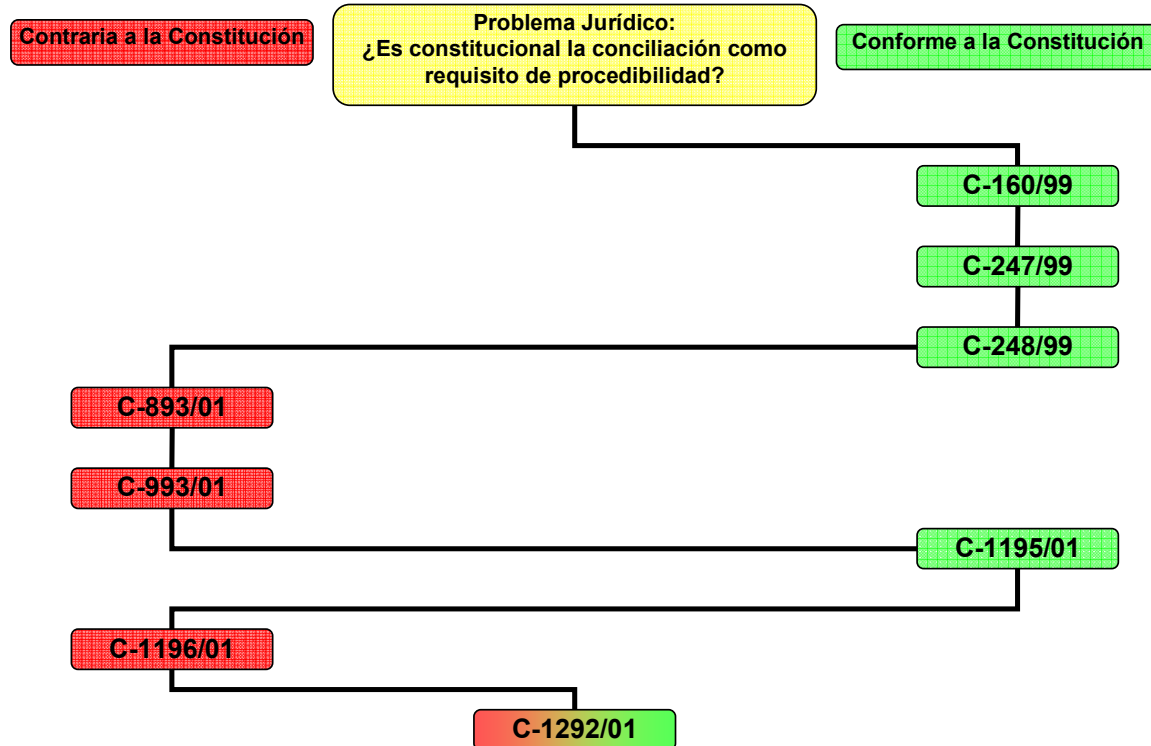 Contraria a la Constitución
Problema Jurídico:
¿Es constitucional la conciliación como
requisito de procedibilidad?
Conforme a la Constitución
C-160/99
C-247/99
C-248/99
C-893/01
C-993/01
C-1195/01
C-1196/01
C-1292/01